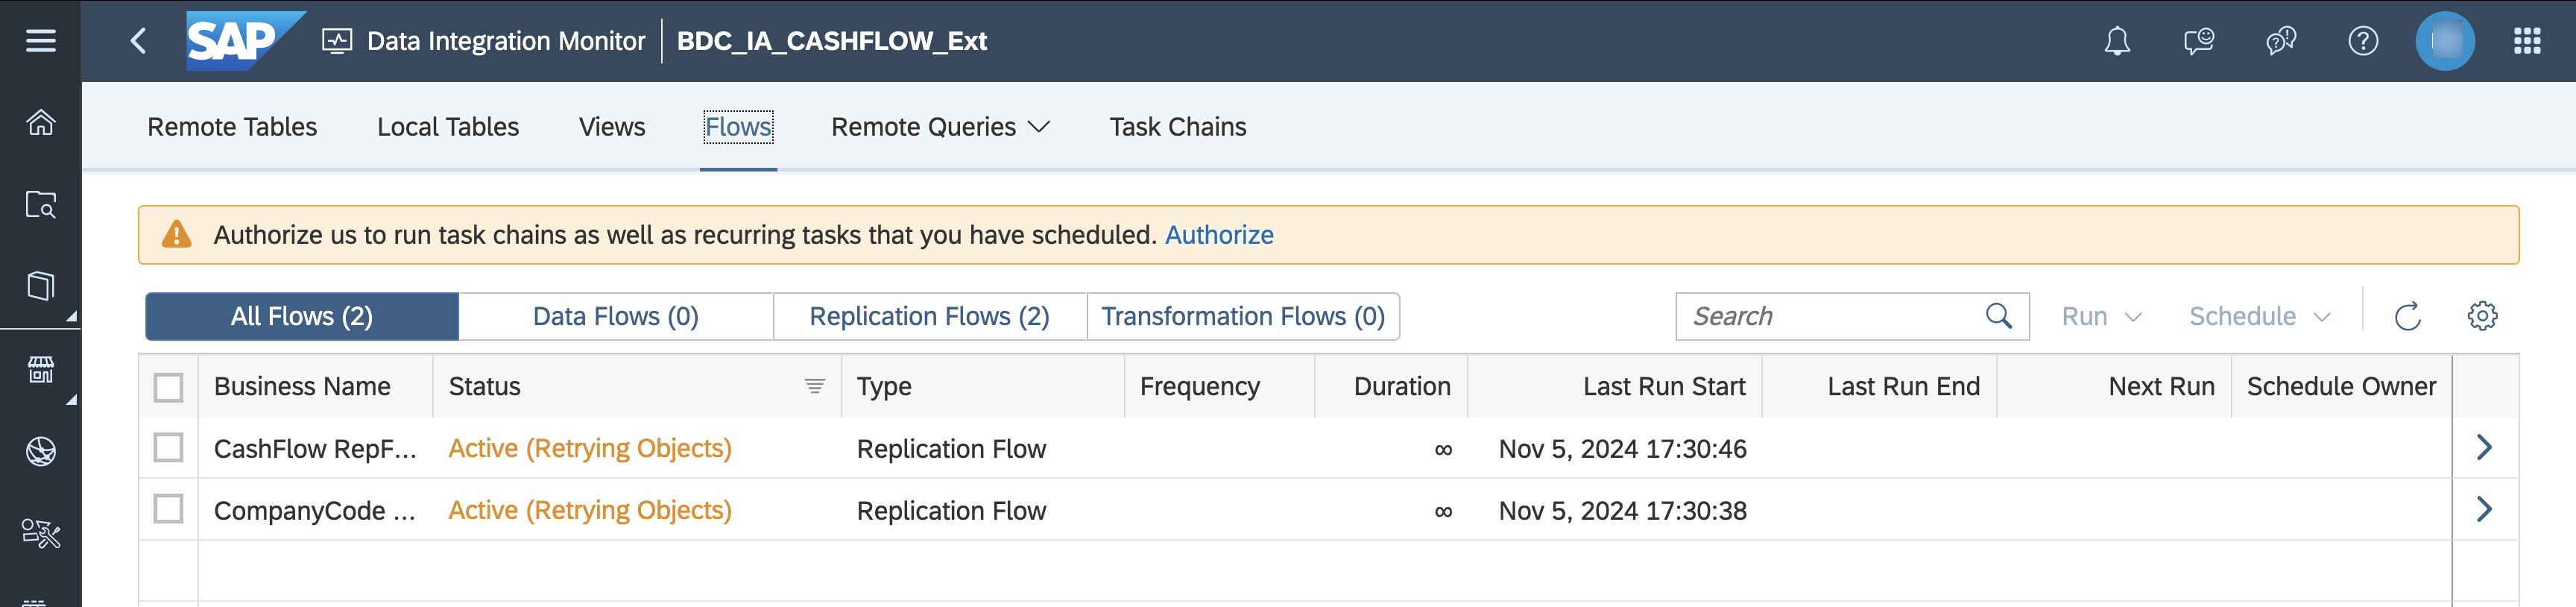 SAP Data Integration Monitor BDC_IA_CASHFLOW_Ext
Remote Tables Local Tables Views Flows Remote Queries Task Chains
Authorize us to run task chains as well as recurring tasks that you have scheduled. Authorize
All Flows (2) Data Flows (0) Replication Flows (2) Transformation Flows (0) Search Run Schedule
Business Name Status Type Frequency Duration Last Run Start Last Run End Next Run Schedule Owner
CashFlow RepF... Active (Retrying Objects) Replication Flow ∞ Nov 5, 2024 17:30:46
CompanyCode ... Active (Retrying Objects) Replication Flow ∞ Nov 5, 2024 17:30:38